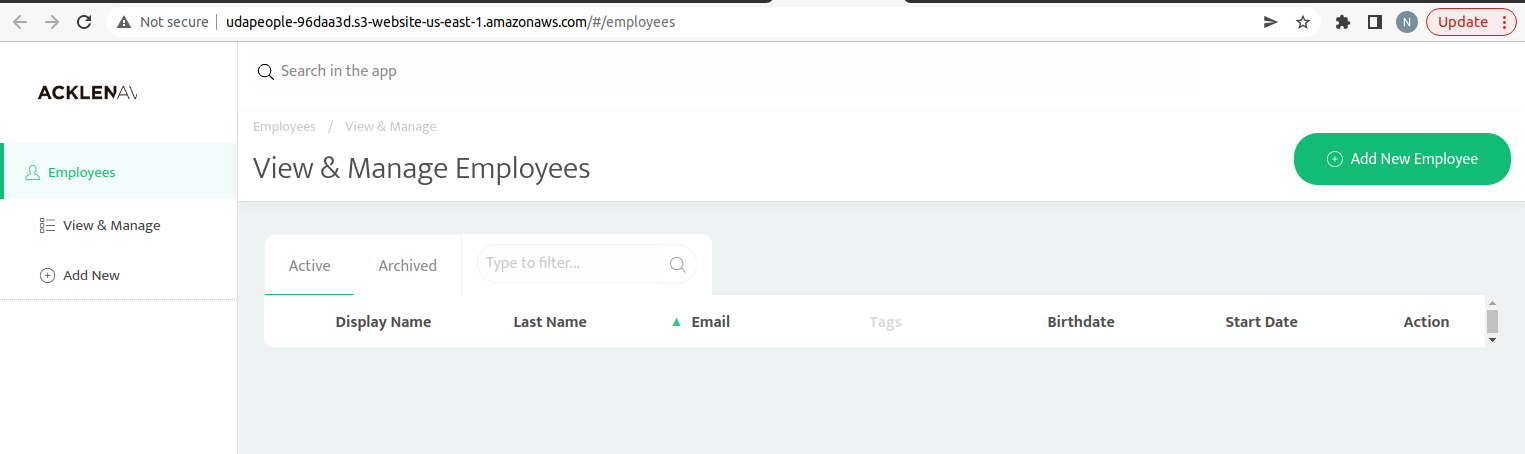 Not secure udapeople-96daa3d.s3-website-us-east-1.amazonaws.com/#/employees N Update
Search in the app
ACKLENAV
Employees / View & Manage
View & Manage Employees
Add New Employee
Employees
View & Manage
Add New
Active Archived Type to filter...
Display Name Last Name ▲ Email Tags Birthdate Start Date Action